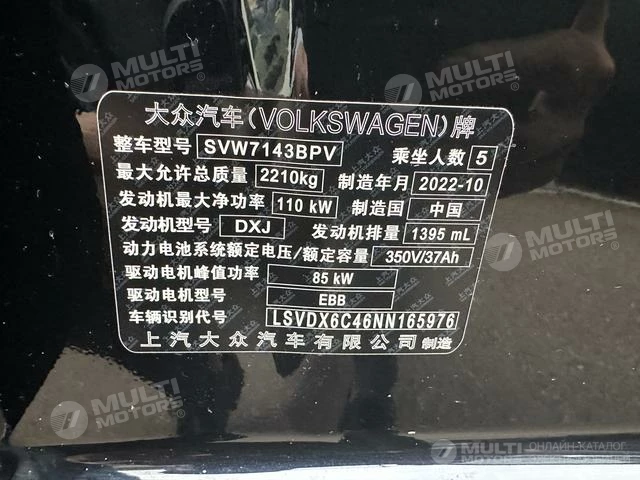 MULTI MOTORS®
MULTI MOTORS
大众汽车(VOLKSWAGEN)牌
整车型号 SVW7143BPV 乘坐人数 5
最大允许总质量 2210kg 制造年月 2022-10
发动机最大净功率 110 kW 制造国 中国
发动机型号 DXJ 发动机排量 1395 mL
动力电池系统额定电压/额定容量 350V/37Ah
驱动电机峰值功率 85 kW
驱动电机型号 EBB
车辆识别代号 LSVDX6C46NN165976
上汽大众汽车有限公司 制造
MULTI MOTORS
MULTI MOTORS®
MULTI MOTORS
ОНЛАЙН-КАТАЛОГ